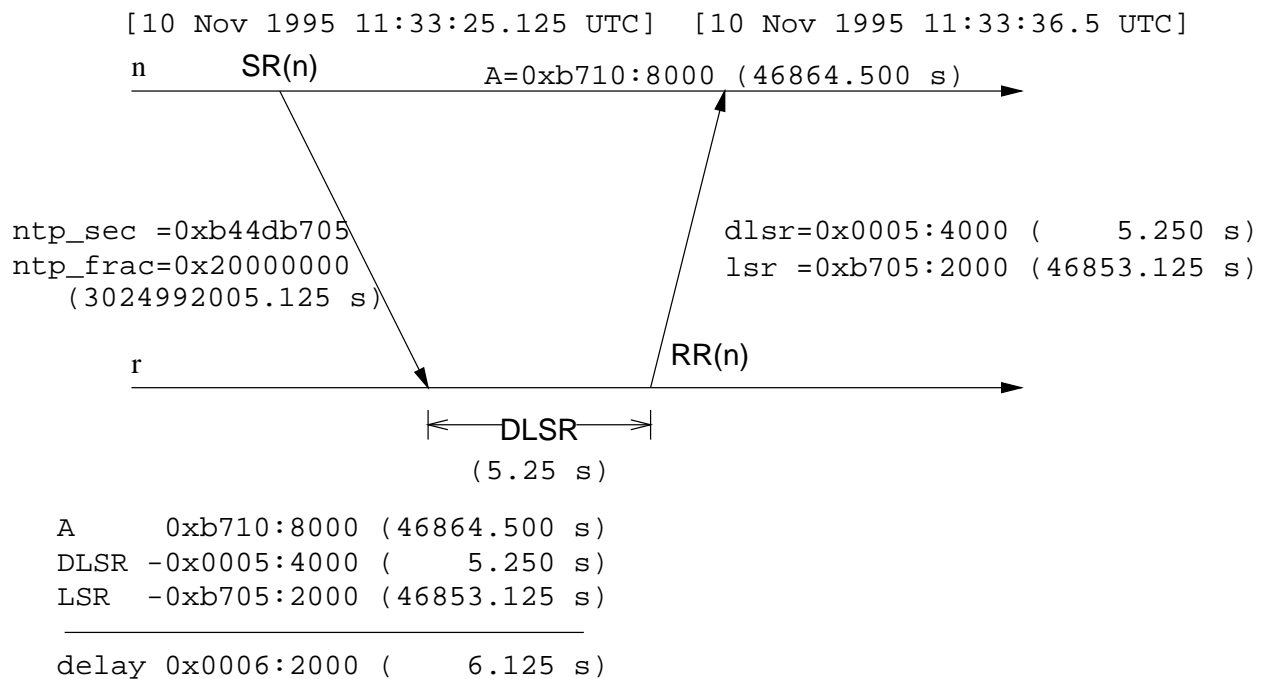 [10 Nov 1995 11:33:25.125 UTC] [10 Nov 1995 11:33:36.5 UTC]
n SR(n) A=0xb710:8000 (46864.500 s)
ntp_sec =0xb44db705
ntp_frac=0x20000000
(3024992005.125 s)
dlsr=0x0005:4000 ( 5.250 s)
lsr =0xb705:2000 (46853.125 s)
r RR(n)
DLSR
(5.25 s)
A 0xb710:8000 (46864.500 s)
DLSR -0x0005:4000 ( 5.250 s)
LSR -0xb705:2000 (46853.125 s)
delay 0x0006:2000 ( 6.125 s)